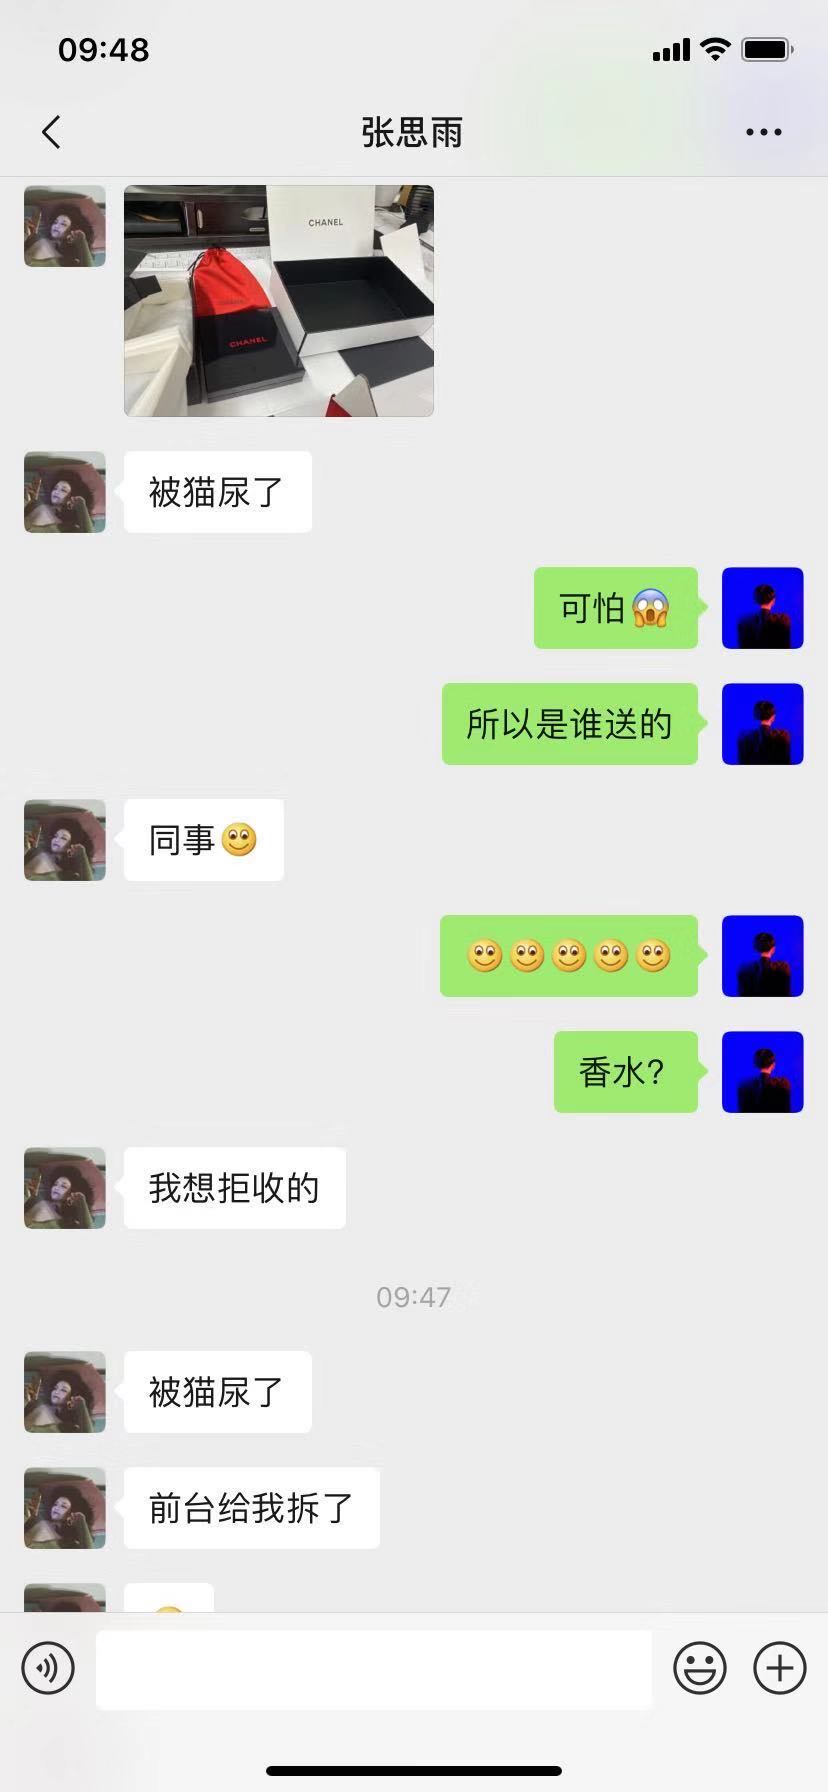 09:48
张思雨
CHANEL
CHANEL
被猫尿了
可怕😱
所以是谁送的
同事
香水?
我想拒收的
09:47
被猫尿了
前台给我拆了